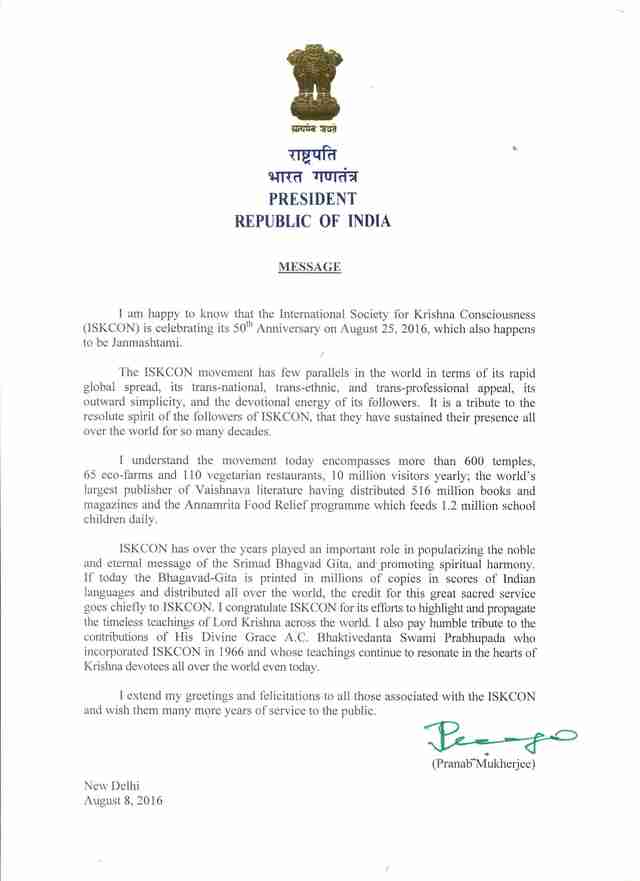 सत्यमेव जयते
राष्ट्रपति
भारत गणतंत्र
PRESIDENT
REPUBLIC OF INDIA
MESSAGE
I am happy to know that the International Society for Krishna Consciousness
(ISKCON) is celebrating its 50th Anniversary on August 25, 2016, which also happens
to be Janmashtami.
The ISKCON movement has few parallels in the world in terms of its rapid
global spread, its trans-national, trans-ethnic, and trans-professional appeal, its
outward simplicity, and the devotional energy of its followers. It is a tribute to the
resolute spirit of the followers of ISKCON, that they have sustained their presence all
over the world for so many decades.
I understand the movement today encompasses more than 600 temples,
65 eco-farms and 110 vegetarian restaurants, 10 million visitors yearly; the world's
largest publisher of Vaishnava literature having distributed 516 million books and
magazines and the Annamrita Food Relief programme which feeds 1.2 million school
children daily.
ISKCON has over the years played an important role in popularizing the noble
and eternal message of the Srimad Bhagvad Gita, and promoting spiritual harmony.
If today the Bhagavad-Gita is printed in millions of copies in scores of Indian
languages and distributed all over the world, the credit for this great sacred service
goes chiefly to ISKCON. I congratulate ISKCON for its efforts to highlight and propagate
the timeless teachings of Lord Krishna across the world. I also pay humble tribute to the
contributions of His Divine Grace A.C. Bhaktivedanta Swami Prabhupada who
incorporated ISKCON in 1966 and whose teachings continue to resonate in the hearts of
Krishna devotees all over the world even today.
I extend my greetings and felicitations to all those associated with the ISKCON
and wish them many more years of service to the public.
(Pranab Mukherjee)
New Delhi
August 8, 2016